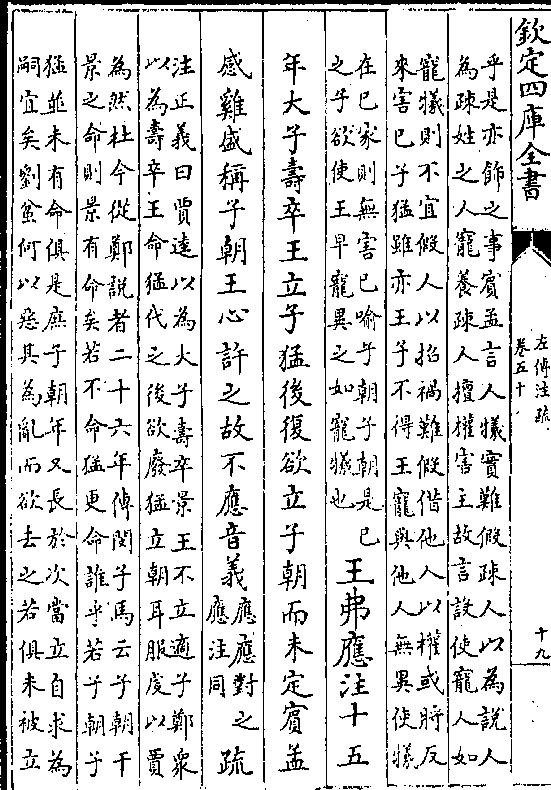 欽定四庫全書
左傳注疏
卷五十
十九
乎是亦飾之事賓孟言人犧實難假疎人以為說人
為疎姓之人寵養疎人擅權害主故言設使寵人如
寵犧則不宜假人以招禍難假借他人以權或將反
來害已子猛雖亦王子不得王寵與他人無異使犧
在已家則無害已喻子朝子朝是已
之子欲使王早寵異之如寵犧也
王弗應注十五
年大子壽卒王立子猛後復欲立子朝而未定賓孟
感雞盛稱子朝王心許之故不應音義
應應對之
應注同
疏
注正義曰賈逵以為大子壽卒景王不立適子鄭衆
以為壽卒王命猛代之後欲廢猛立朝耳服虔以賈
為然杜今從鄭說者二十六年傳閔子馬云子朝干
景之命則景有命矣若不命猛更命誰乎若子朝子
猛並未有命俱是庶子朝年又長於次當立自求為
嗣宜矣劉蚠何以惡其為亂而欲去之若俱未被立